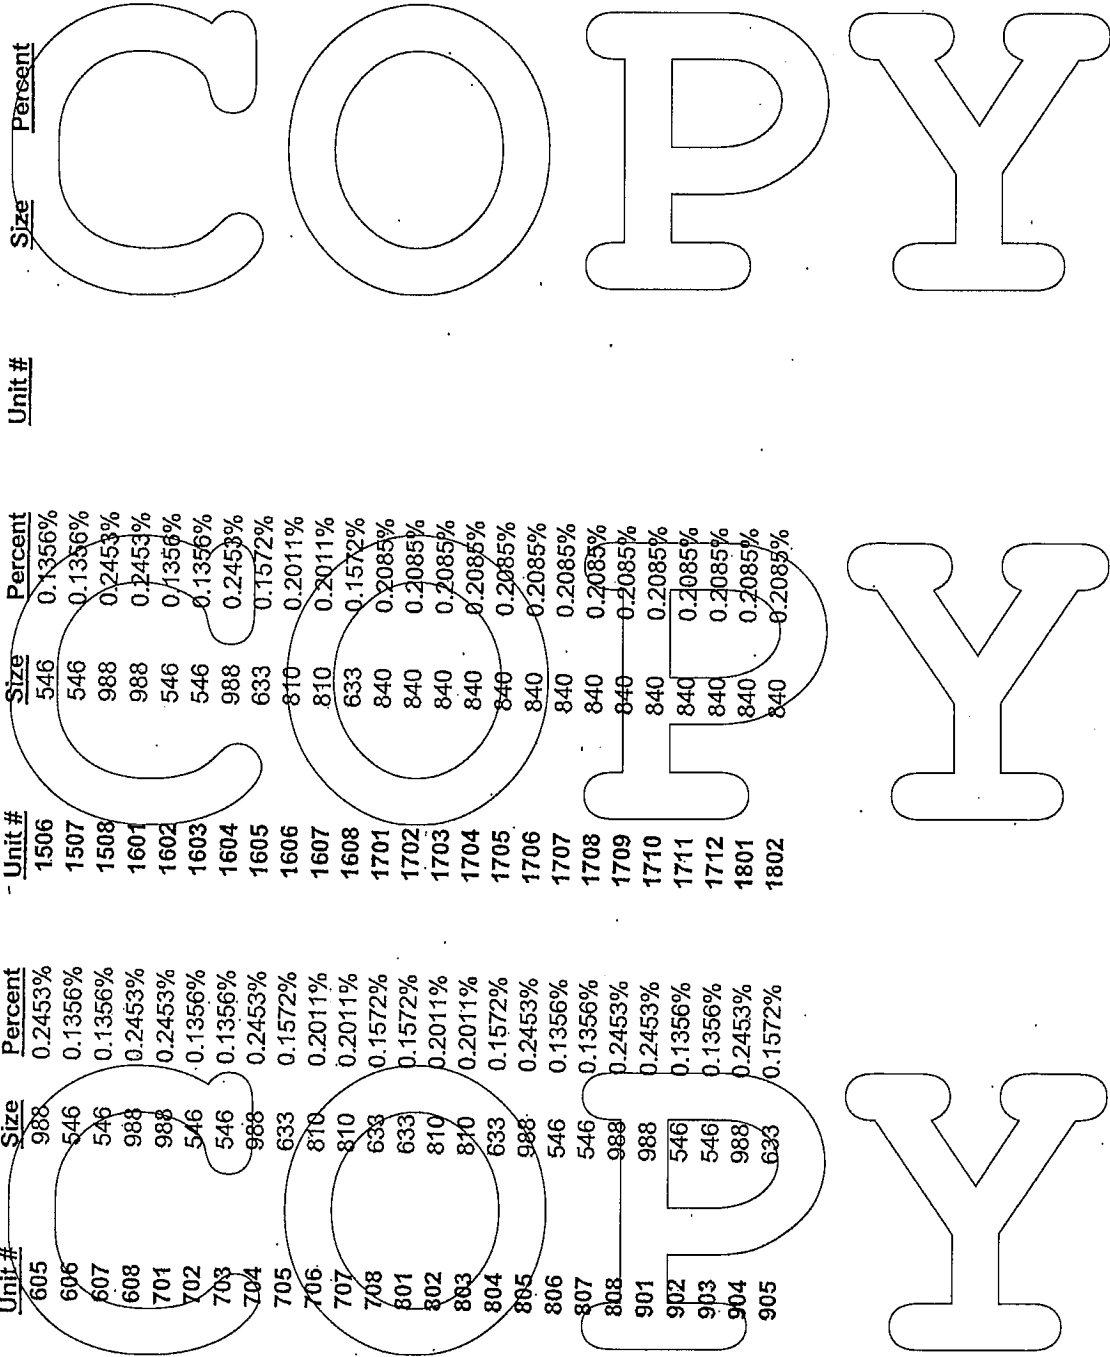 Unit # Size Percent Unit # Size Percent Unit # Size Percent
605 988 0.2453% 1506 546 0.1356%
606 546 0.1356% 1507 546 0.1356%
607 546 0.1356% 1508 988 0.2453%
608 988 0.2453% 1601 988 0.2453%
701 988 0.2453% 1602 546 0.1356%
702 546 0.1356% 1603 546 0.1356%
703 546 0.1356% 1604 988 0.2453%
704 988 0.2453% 1605 633 0.1572%
705 633 0.1572% 1606 810 0.2011%
706 810 0.2011% 1607 810 0.2011%
707 810 0.2011% 1608 633 0.1572%
708 633 0.1572% 1701 840 0.2085%
801 633 0.1572% 1702 840 0.2085%
802 810 0.2011% 1703 840 0.2085%
803 810 0.2011% 1704 840 0.2085%
804 633 0.1572% 1705 840 0.2085%
805 988 0.2453% 1706 840 0.2085%
806 546 0.1356% 1707 840 0.2085%
807 546 0.1356% 1708 840 0.2085%
808 988 0.2453% 1709 840 0.2085%
901 988 0.2453% 1710 840 0.2085%
902 546 0.1356% 1711 840 0.2085%
903 546 0.1356% 1712 840 0.2085%
904 988 0.2453% 1801 840 0.2085%
905 633 0.1572% 1802 840 0.2085%
COPY
COPY
COPY